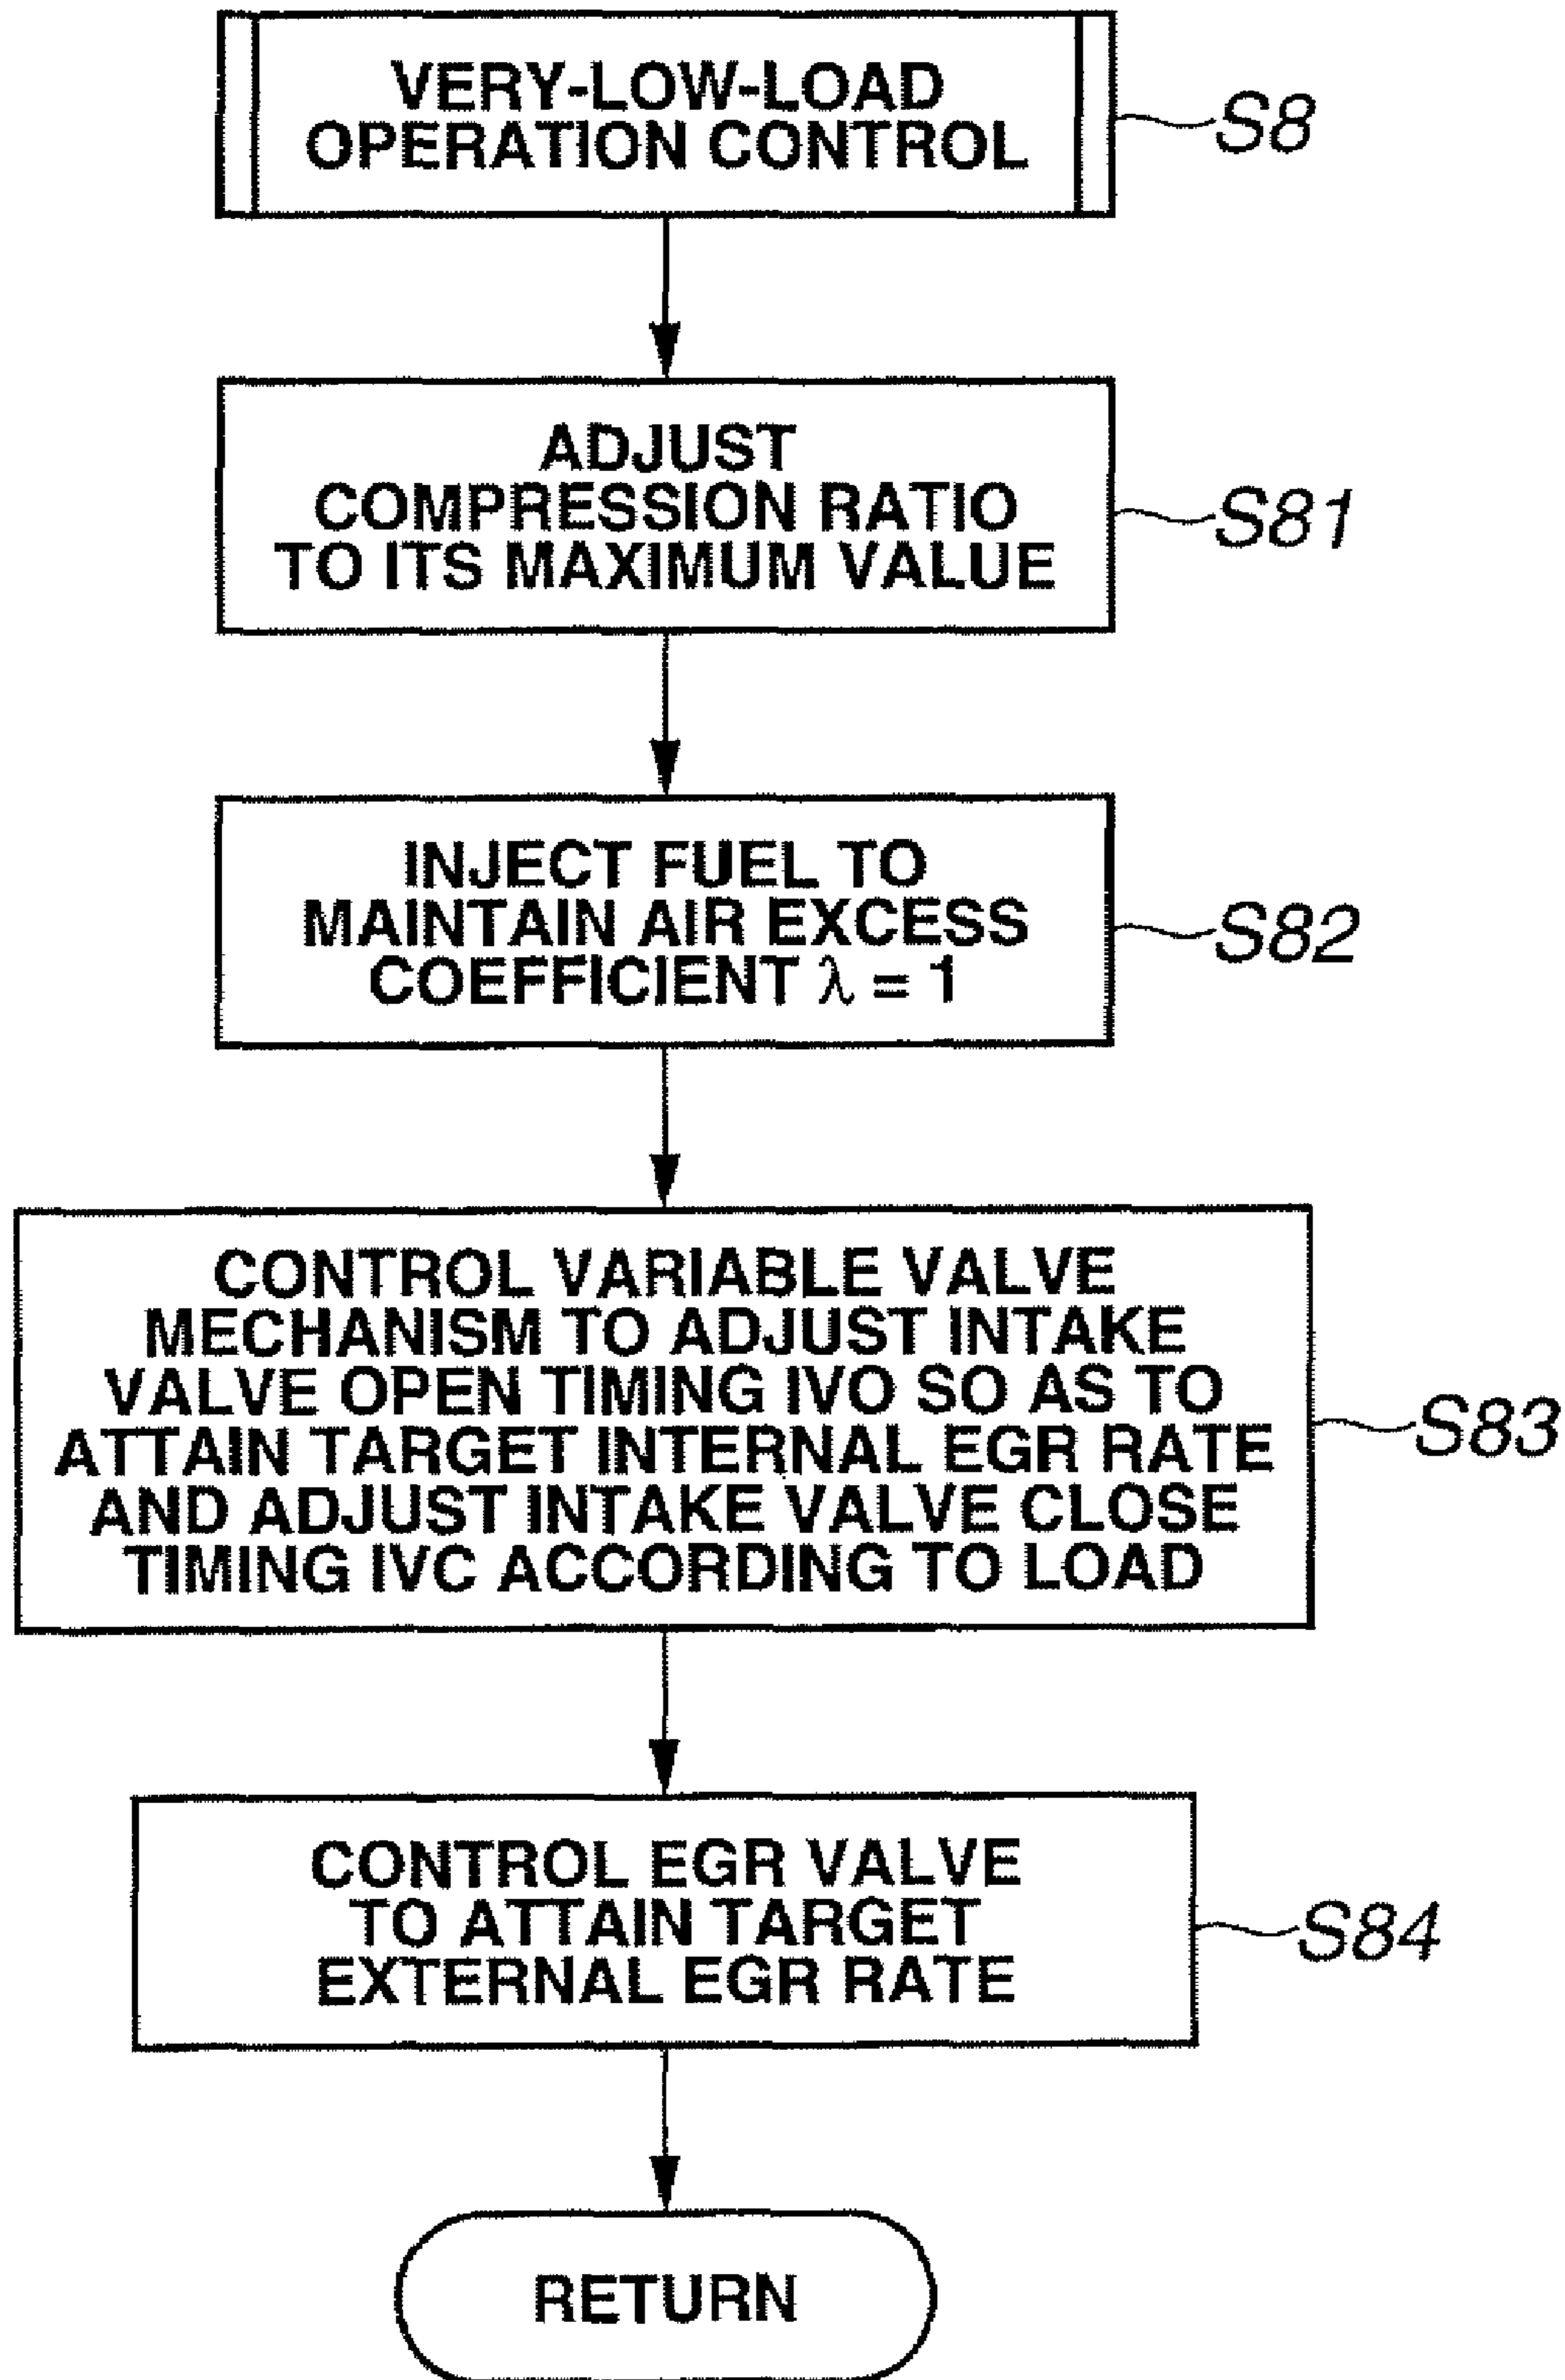 VERY-LOW-LOAD
OPERATION CONTROL
S8
ADJUST
COMPRESSION RATIO
TO ITS MAXIMUM VALUE
S81
INJECT FUEL TO
MAINTAIN AIR EXCESS
COEFFICIENT λ = 1
S82
CONTROL VARIABLE VALVE
MECHANISM TO ADJUST INTAKE
VALVE OPEN TIMING IVO SO AS TO
ATTAIN TARGET INTERNAL EGR RATE
AND ADJUST INTAKE VALVE CLOSE
TIMING IVC ACCORDING TO LOAD
S83
CONTROL EGR VALVE
TO ATTAIN TARGET
EXTERNAL EGR RATE
S84
RETURN